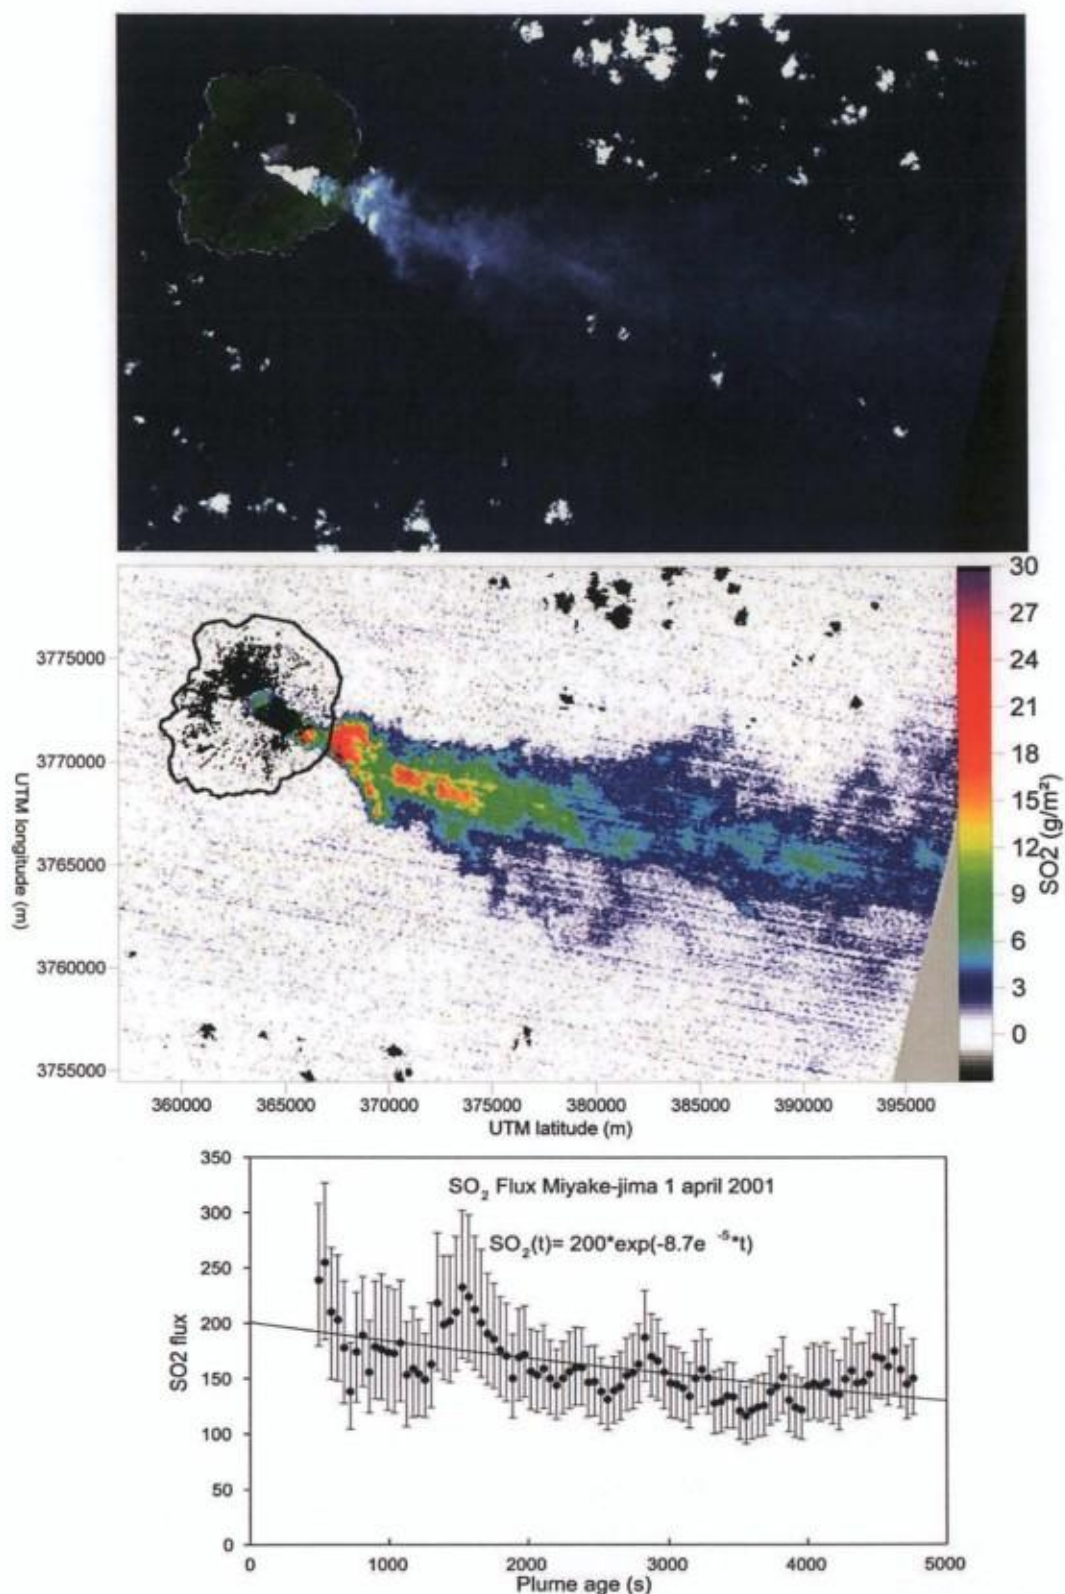 30
27
24
21
18
15
12
9
6
3
0
SO2 (g/m²)
3775000
3770000
3765000
3760000
3755000
UTM longitude (m)
360000 365000 370000 375000 380000 385000 390000 395000
UTM latitude (m)
350
300
250
200
150
100
50
0
SO2 flux
SO₂ Flux Miyake-jima 1 april 2001
SO₂(t)= 200*exp(-8.7e ⁻⁵*t)
0 1000 2000 3000 4000 5000
Plume age (s)